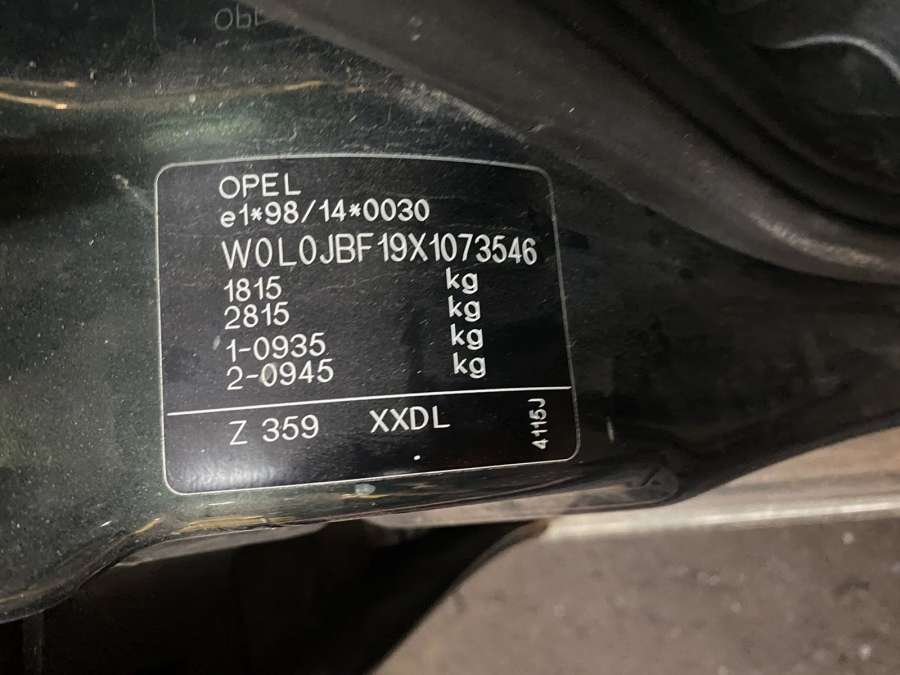 OPEL
e1*98/14*0030
W0L0JBF19X1073546
1815 kg
2815 kg
1-0935 kg
2-0945 kg
Z 359 XXDL
4115J